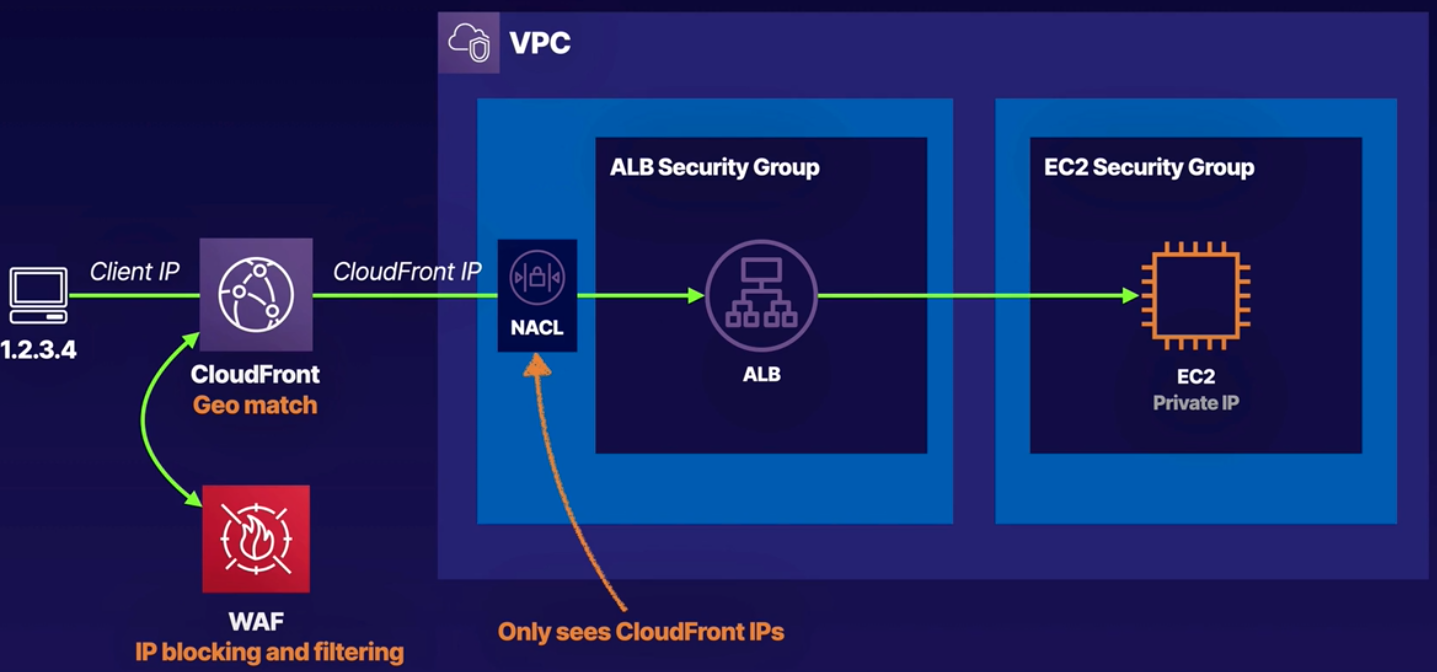 VPC
ALB Security Group
EC2 Security Group
Client IP
CloudFront IP
1.2.3.4
NACL
CloudFront
Geo match
ALB
EC2
Private IP
WAF
IP blocking and filtering
Only sees CloudFront IPs